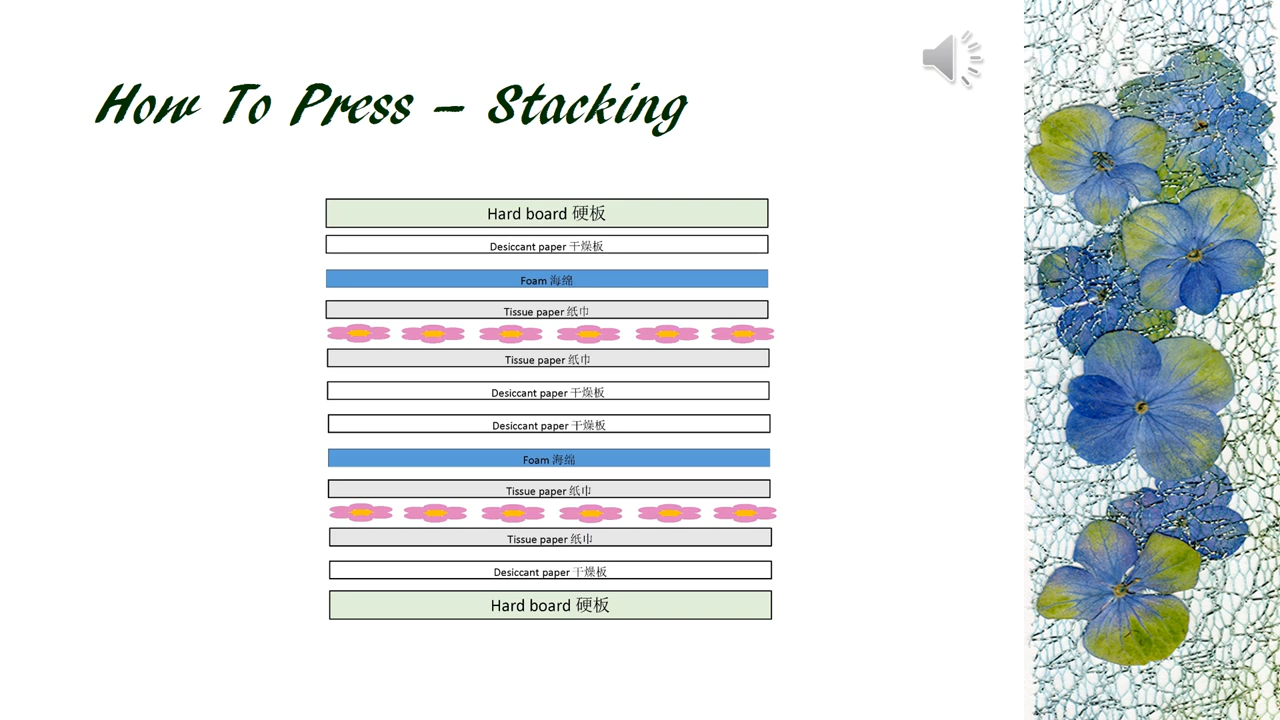 How To Press – Stacking
Hard board 硬板
Desiccant paper 干燥板
Foam 海绵
Tissue paper 纸巾
Tissue paper 纸巾
Desiccant paper 干燥板
Desiccant paper 干燥板
Foam 海绵
Tissue paper 纸巾
Tissue paper 纸巾
Desiccant paper 干燥板
Hard board 硬板